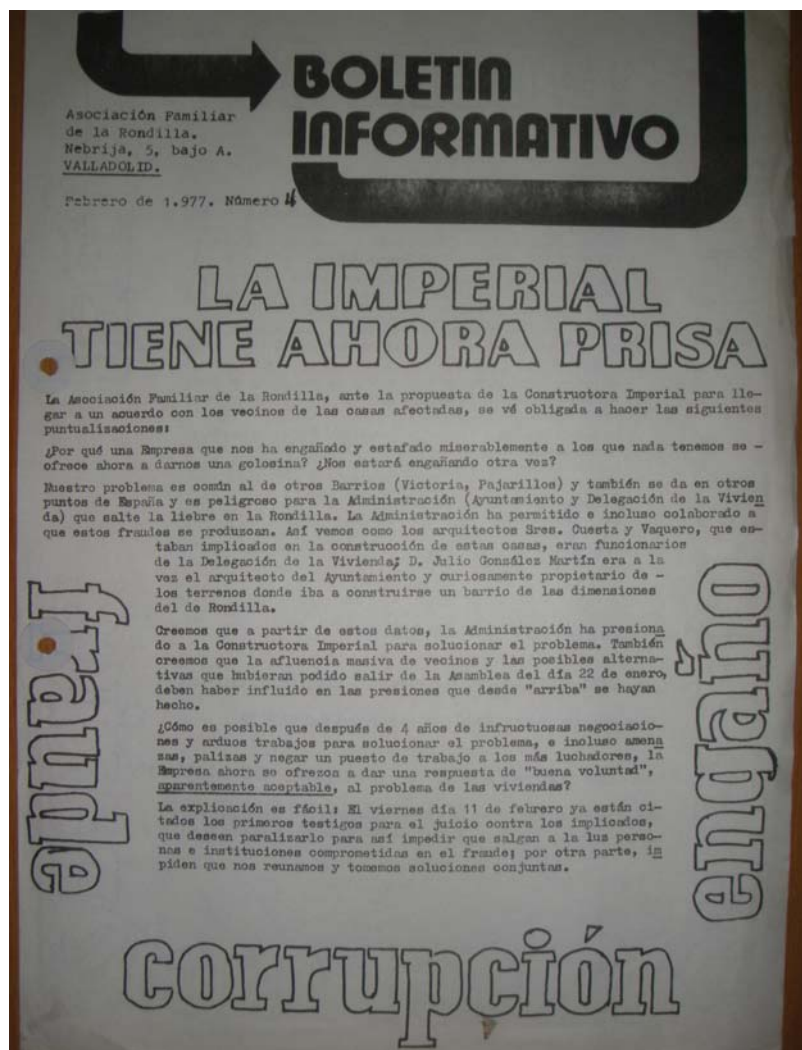 BOLETIN
INFORMATIVO
Asociación Familiar
de la Rondilla.
Nebrija, 5, bajo A.
VALLADOLID.
Febrero de 1.977. Número 4
LA IMPERIAL
TIENE AHORA PRISA
La Asociación Familiar de la Rondilla, ante la propuesta de la Constructora Imperial para lle-
gar a un acuerdo con los vecinos de las casas afectadas, se vé obligada a hacer las siguientes
puntualizaciones:
¿Por qué una Empresa que nos ha engañado y estafado miserablemente a los que nada tenemos se -
ofrece ahora a darnos una golosina? ¿Nos estará engañando otra vez?
Nuestro problema es común al de otros Barrios (Victoria, Pajarillos) y también se da en otros
puntos de España y es peligroso para la Administración (Ayuntamiento y Delegación de la Vivien
da) que salte la liebre en la Rondilla. La Administración ha permitido e incluso colaborado a
que estos fraudes se produzcan. Así vemos como los arquitectos Sres. Cuesta y Vaquero, que es-
taban implicados en la construcción de estas casas, eran funcionarios
de la Delegación de la Vivienda; D. Julio González Martín era a la
vez el arquitecto del Ayuntamiento y curiosamente propietario de -
los terrenos donde iba a construirse un barrio de las dimensiones
del de Rondilla.
Creemos que a partir de estos datos, la Administración ha presiona
do a la Constructora Imperial para solucionar el problema. También
creemos que la afluencia masiva de vecinos y las posibles alterna-
tivas que hubieran podido salir de la Asamblea del día 22 de enero,
deben haber influido en las presiones que desde "arriba" se hayan
hecho.
¿Cómo es posible que después de 4 años de infructuosas negociacio-
nes y arduos trabajos para solucionar el problema, e incluso amena
zas, palizas y negar un puesto de trabajo a los más luchadores, la
Empresa ahora se ofrezca a dar una respuesta de "buena voluntad",
aparentemente aceptable, al problema de las viviendas?
La explicación es fácil: El viernes día 11 de febrero ya están ci-
tados los primeros testigos para el juicio contra los implicados,
que deseen paralizarlo para así impedir que salgan a la luz perso-
nas e instituciones comprometidas en el fraude; por otra parte, im
piden que nos reunamos y tomemos soluciones conjuntas.
fraude
engaño
corrupción